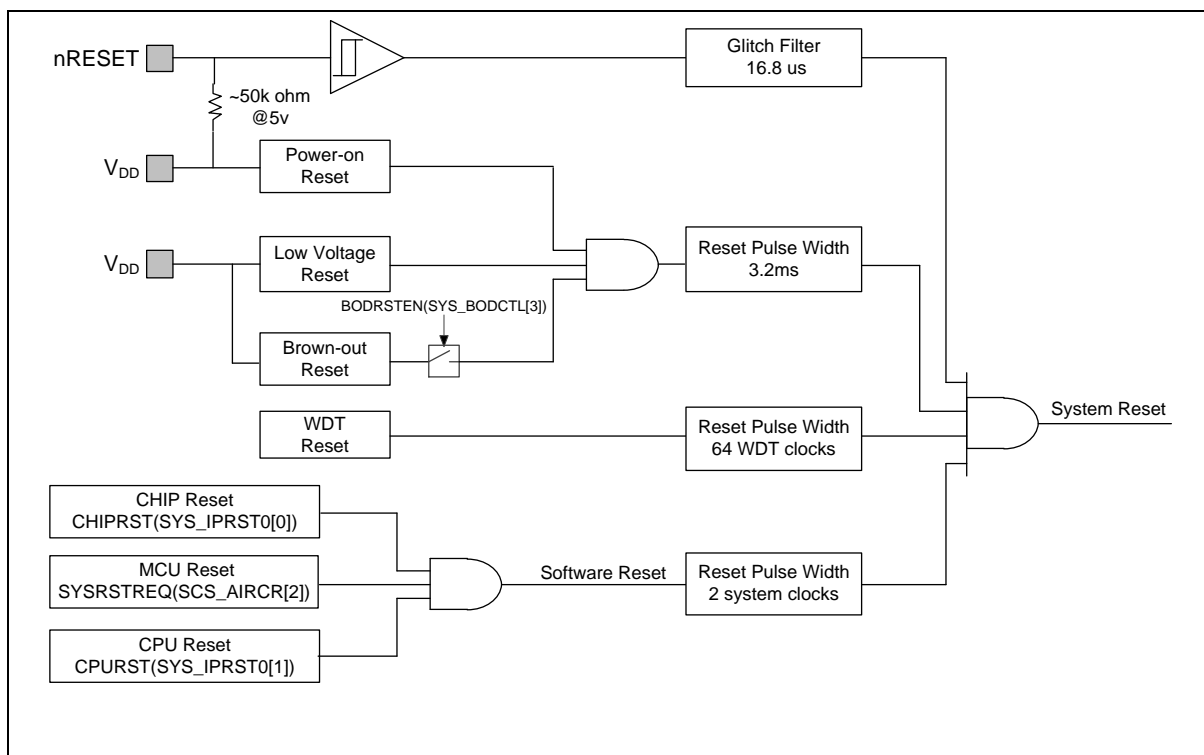 nRESET
~50k ohm
@5v
Glitch Filter
16.8 us
VDD
Power-on
Reset
VDD
Low Voltage
Reset
Reset Pulse Width
3.2ms
BODRSTEN(SYS_BODCTL[3])
Brown-out
Reset
WDT
Reset
Reset Pulse Width
64 WDT clocks
System Reset
CHIP Reset
CHIPRST(SYS_IPRST0[0])
MCU Reset
SYSRSTREQ(SCS_AIRCR[2])
CPU Reset
CPURST(SYS_IPRST0[1])
Software Reset
Reset Pulse Width
2 system clocks